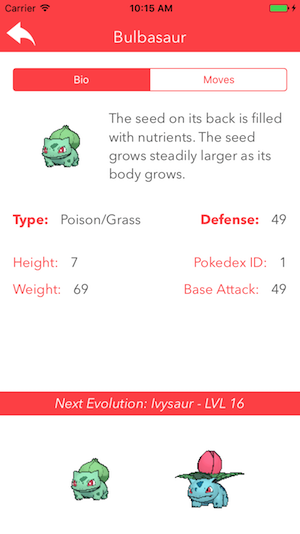 Carrier 10:15 AM
Bulbasaur
Bio Moves
The seed on its back is filled
with nutrients. The seed
grows steadily larger as its
body grows.
Type: Poison/Grass Defense: 49
Height: 7 Pokedex ID: 1
Weight: 69 Base Attack: 49
Next Evolution: Ivysaur - LVL 16